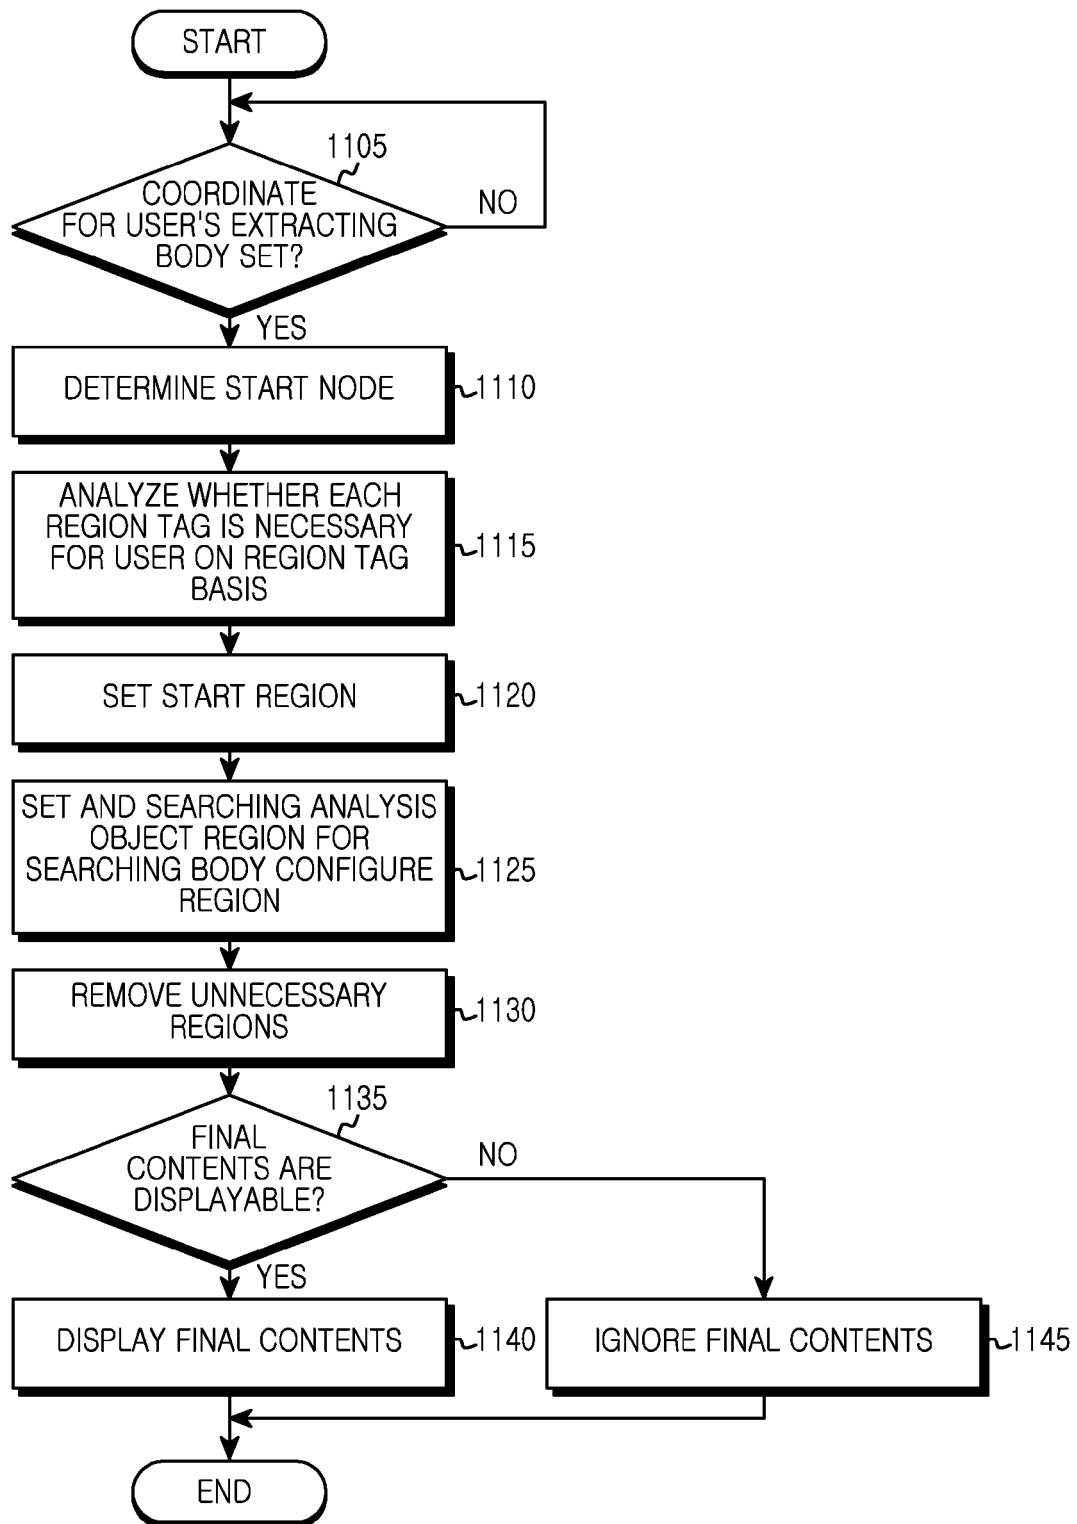 START
1105
COORDINATE
FOR USER'S EXTRACTING
BODY SET?
NO
YES
DETERMINE START NODE
1110
ANALYZE WHETHER EACH
REGION TAG IS NECESSARY
FOR USER ON REGION TAG
BASIS
1115
SET START REGION
1120
SET AND SEARCHING ANALYSIS
OBJECT REGION FOR
SEARCHING BODY CONFIGURE
REGION
1125
REMOVE UNNECESSARY
REGIONS
1130
1135
FINAL
CONTENTS ARE
DISPLAYABLE?
NO
YES
DISPLAY FINAL CONTENTS
1140
IGNORE FINAL CONTENTS
1145
END